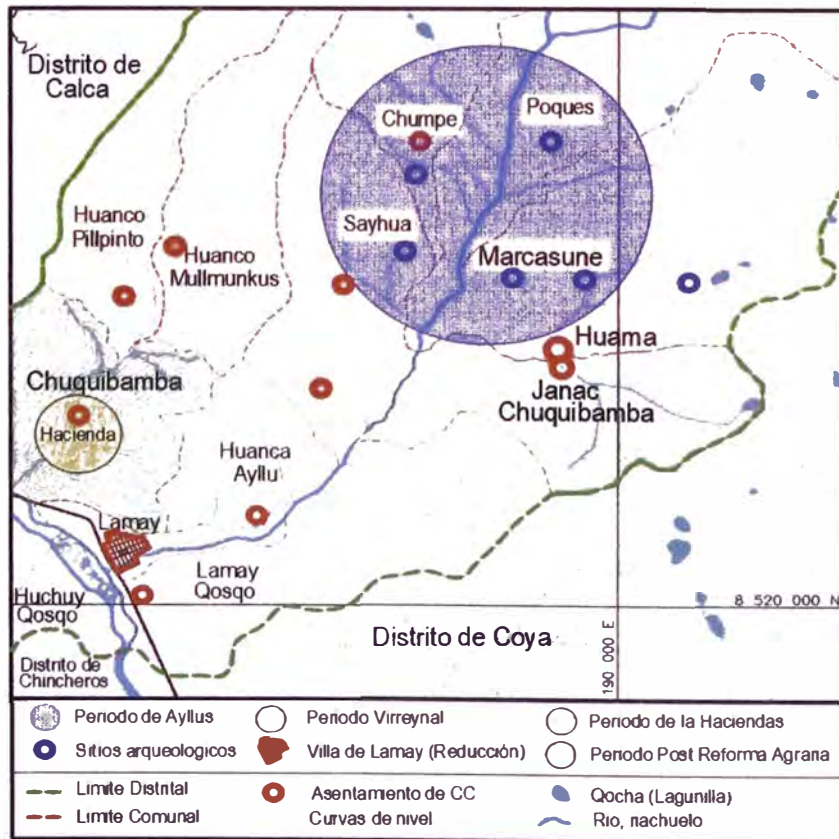 Distrito de
Calca
Chumpe
Poques
Huanco
Pillpinto
Huanco
Mullmunkus
Sayhua
Marcasune
Huama
Janac
Chuquibamba
Chuquibamba
Hacienda
Huanca
Ayllu
Lamay
Lamay
Qosqo
Huchuy
Qosqo
Distrito de
Chincheros
Distrito de Coya
190 000 E
8 520 000 N
Periodo de Ayllus
Periodo Virreynal
Periodo de la Haciendas
Sitios arqueologicos
Villa de Lamay (Reducción)
Periodo Post Reforma Agraria
Limite Distrital
Asentamiento de CC
Qocha (Lagunilla)
Limite Comunal
Curvas de nivel
Rio, riachuelo